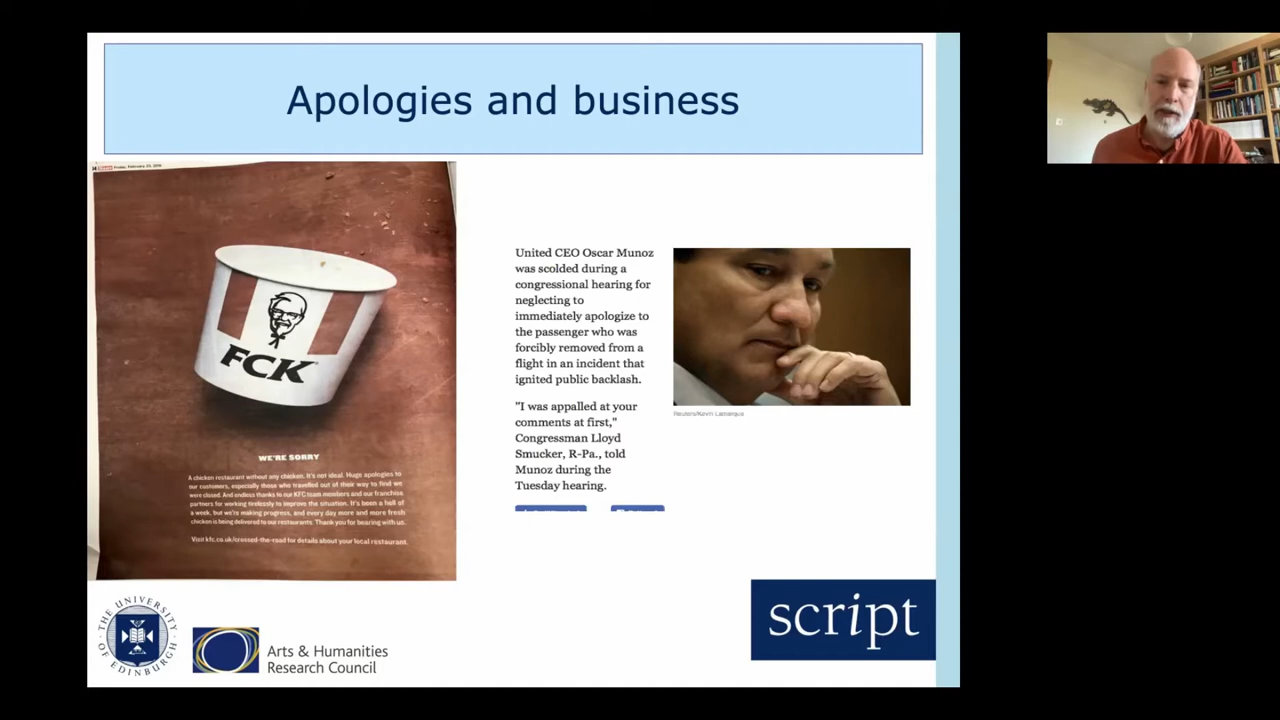 Apologies and business
Friday, February 23, 2018
FCK
WE'RE SORRY
A chicken restaurant without any chicken. It's not ideal. Huge apologies to
our customers, especially those who travelled out of their way to find we
were closed. And endless thanks to our KFC team members and our franchise
partners for working tirelessly to improve the situation. It's been a hell of
a week, but we're making progress, and every day more and more fresh
chicken is being delivered to our restaurants. Thank you for bearing with us.
Visit kfc.co.uk/crossed-the-road for details about your local restaurant.
United CEO Oscar Munoz
was scolded during a
congressional hearing for
neglecting to
immediately apologize to
the passenger who was
forcibly removed from a
flight in an incident that
ignited public backlash.
"I was appalled at your
comments at first,"
Congressman Lloyd
Smucker, R-Pa., told
Munoz during the
Tuesday hearing.
Reuters/Kevin Lamarque
THE UNIVERSITY
OF EDINBURGH
Arts & Humanities
Research Council
script